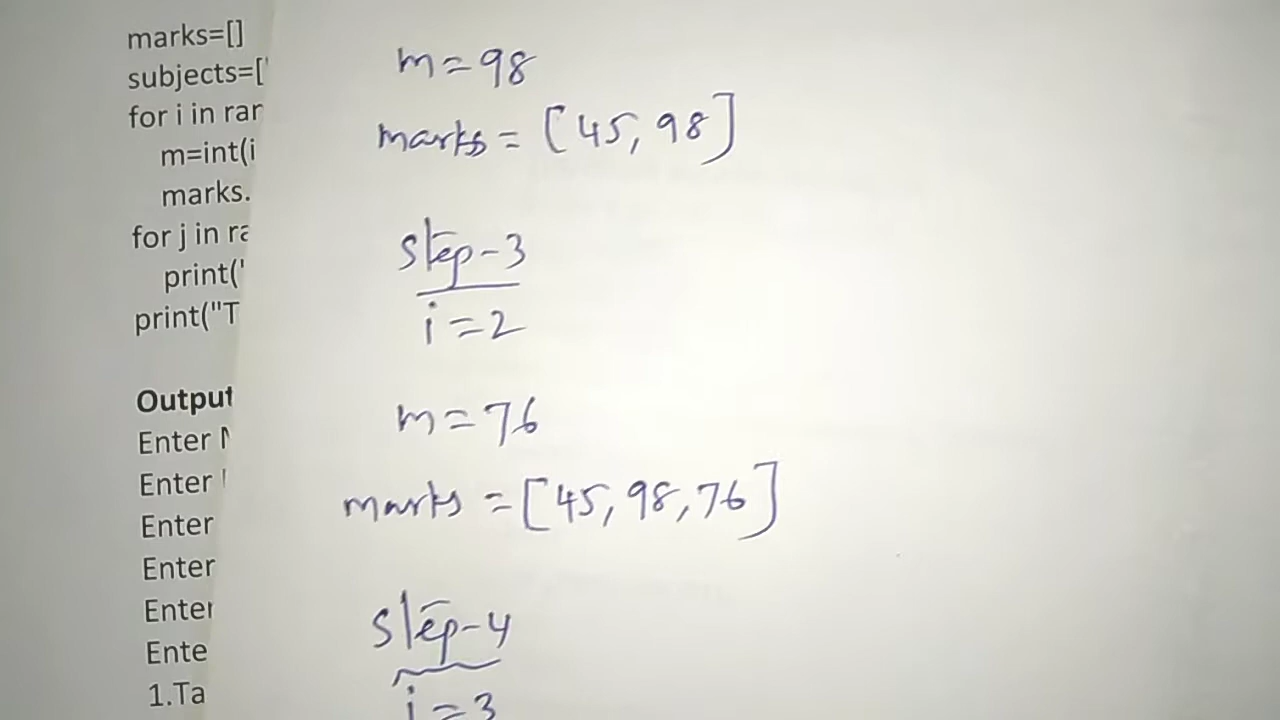 marks=[]
subjects=['
for i in ran
m=int(i
marks.
for j in ra
print('
print("T
Output
Enter M
Enter
Enter
Enter
Enter
Ente
1.Ta
m=98
marks = [45, 98]
step-3
i=2
m=76
marks = [45, 98, 76]
step-4
i=3